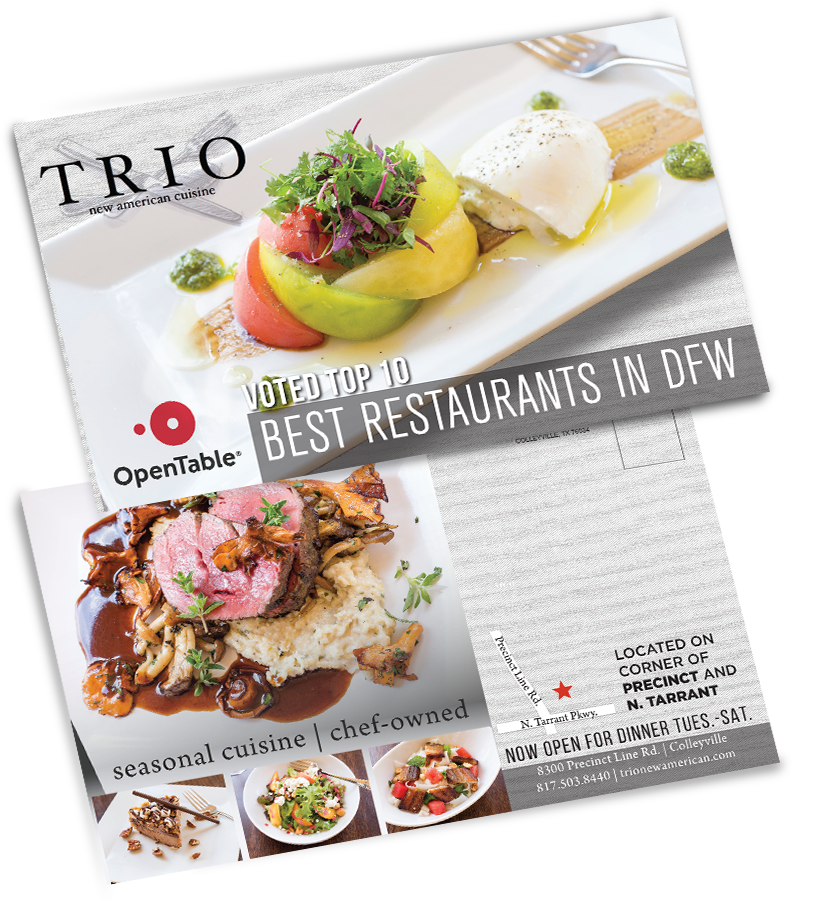 TRIO
new american cuisine
VOTED TOP 10
BEST RESTAURANTS IN DFW
OpenTable®
COLLEYVILLE, TX 76034
Precinct Line Rd.
N. Tarrant Pkwy.
LOCATED ON
CORNER OF
PRECINCT AND
N. TARRANT
seasonal cuisine | chef-owned
NOW OPEN FOR DINNER TUES.-SAT.
8300 Precinct Line Rd. | Colleyville
817.503.8440 | trionewamerican.com